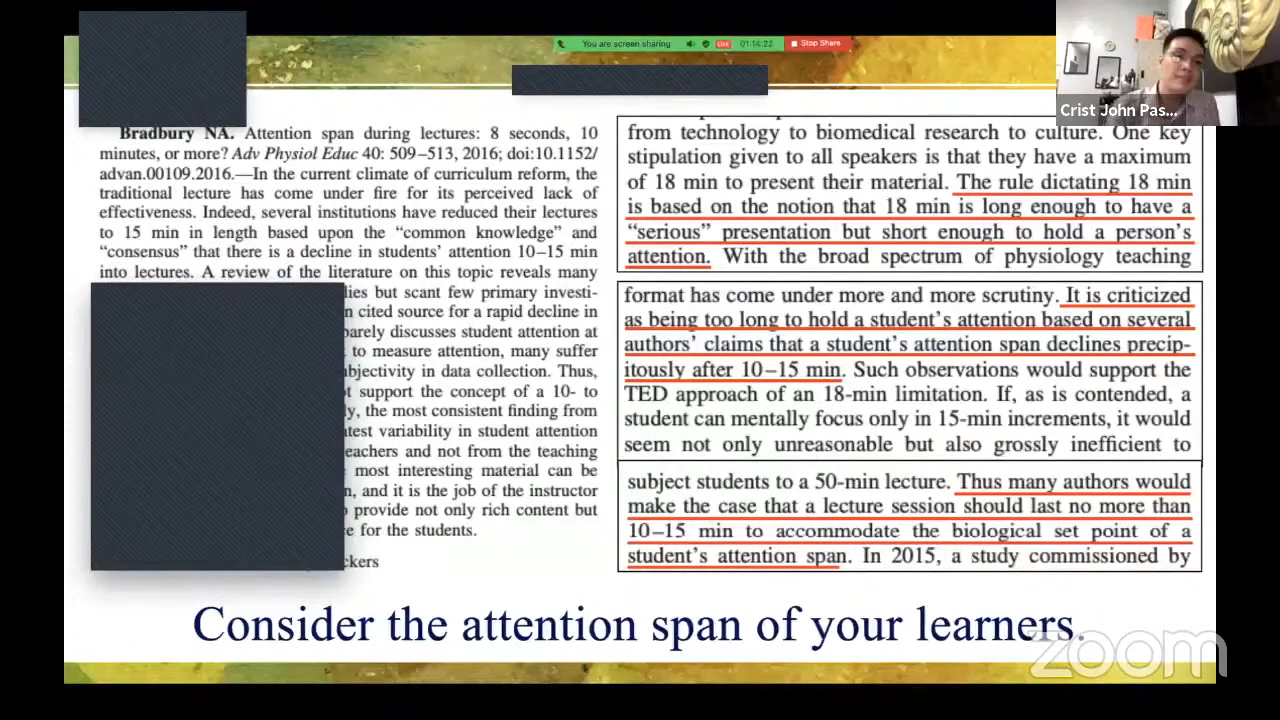 You are screen sharing LIVE 01:14:22 Stop Share
Crist John Pas...
Bradbury NA. Attention span during lectures: 8 seconds, 10
minutes, or more? Adv Physiol Educ 40: 509–513, 2016; doi:10.1152/
advan.00109.2016.—In the current climate of curriculum reform, the
traditional lecture has come under fire for its perceived lack of
effectiveness. Indeed, several institutions have reduced their lectures
to 15 min in length based upon the “common knowledge” and
“consensus” that there is a decline in students’ attention 10–15 min
into lectures. A review of the literature on this topic reveals many
but scant few primary investi-
cited source for a rapid decline in
barely discusses student attention at
to measure attention, many suffer
in data collection. Thus,
support the concept of a 10- to
the most consistent finding from
variability in student attention
and not from the teaching
most interesting material can be
and it is the job of the instructor
provide not only rich content but
for the students.
from technology to biomedical research to culture. One key
stipulation given to all speakers is that they have a maximum
of 18 min to present their material. The rule dictating 18 min
is based on the notion that 18 min is long enough to have a
“serious” presentation but short enough to hold a person’s
attention. With the broad spectrum of physiology teaching
format has come under more and more scrutiny. It is criticized
as being too long to hold a student’s attention based on several
authors’ claims that a student’s attention span declines precip-
itously after 10–15 min. Such observations would support the
TED approach of an 18-min limitation. If, as is contended, a
student can mentally focus only in 15-min increments, it would
seem not only unreasonable but also grossly inefficient to
subject students to a 50-min lecture. Thus many authors would
make the case that a lecture session should last no more than
10–15 min to accommodate the biological set point of a
student’s attention span. In 2015, a study commissioned by
Consider the attention span of your learners.
zoom